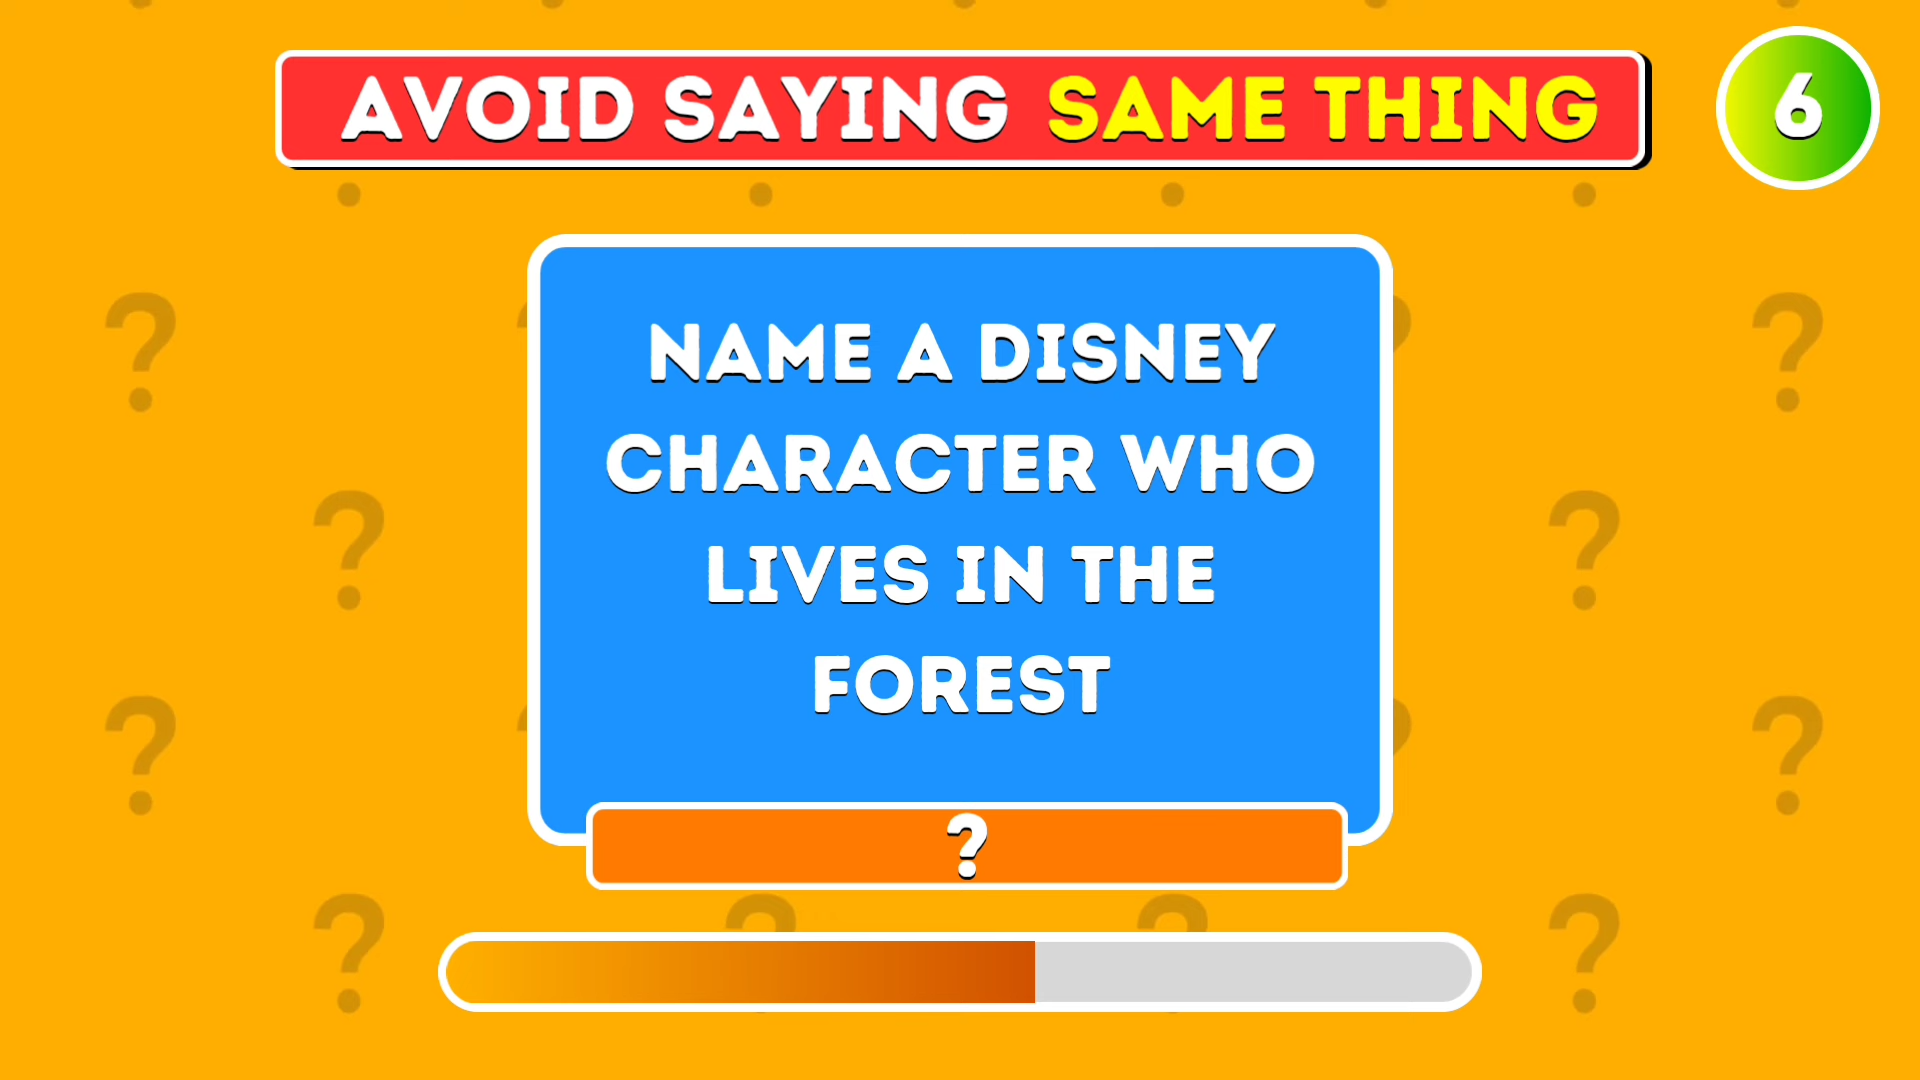 AVOID SAYING SAME THING
6
NAME A DISNEY
CHARACTER WHO
LIVES IN THE
FOREST
?